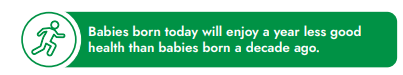 Babies born today will enjoy a year less good
health than babies born a decade ago.